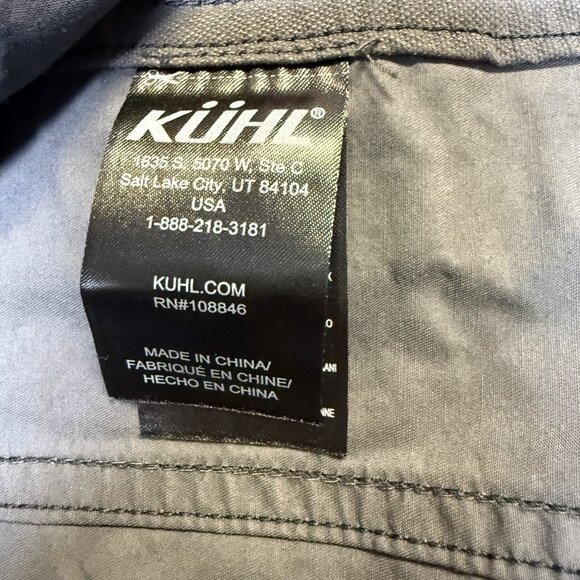 KÜHL®
1635 S. 5070 W. Ste C
Salt Lake City, UT 84104
USA
1-888-218-3181
KUHL.COM
RN#108846
MADE IN CHINA/
FABRIQUÉ EN CHINE/
HECHO EN CHINA